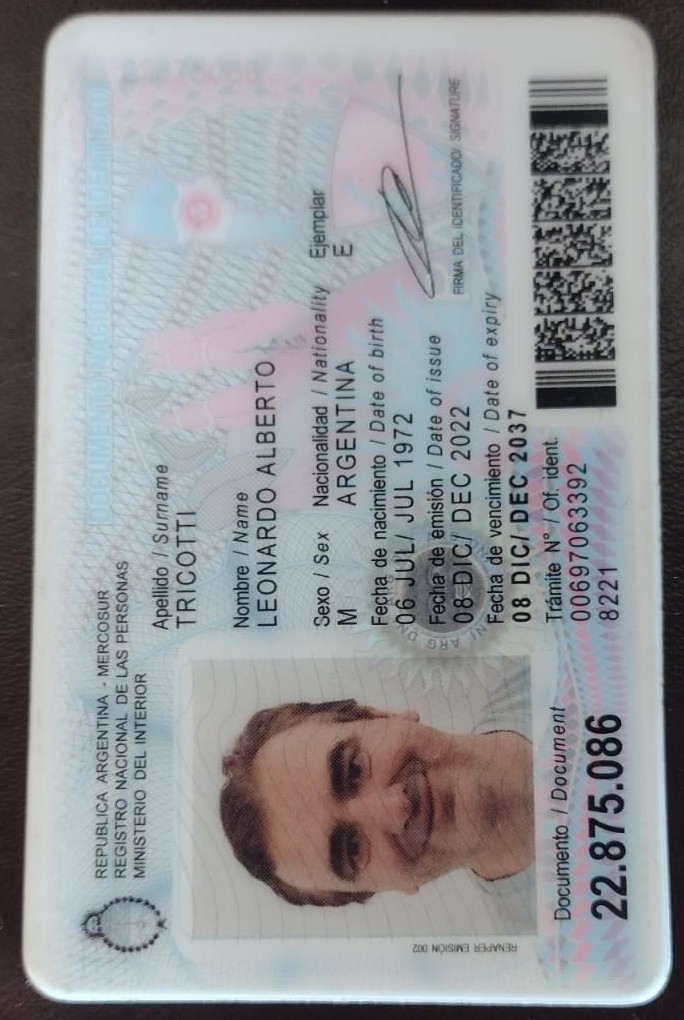 REPUBLICA ARGENTINA - MERCOSUR
REGISTRO NACIONAL DE LAS PERSONAS
MINISTERIO DEL INTERIOR
DOCUMENTO NACIONAL DE IDENTIDAD
Apellido / Surname
TRICOTTI
Nombre / Name
LEONARDO ALBERTO
Sexo / Sex Nacionalidad / Nationality Ejemplar
M ARGENTINA E
Fecha de nacimiento / Date of birth
06 JUL/ JUL 1972
Fecha de emisión / Date of issue
08 DIC/ DEC 2022
FIRMA DEL IDENTIFICADO/ SIGNATURE
Fecha de vencimiento / Date of expiry
08 DIC/ DEC 2037
RENAPER EMISIÓN 002
Documento / Document
22.875.086
Trámite N° / Of. ident.
00697063392
8221